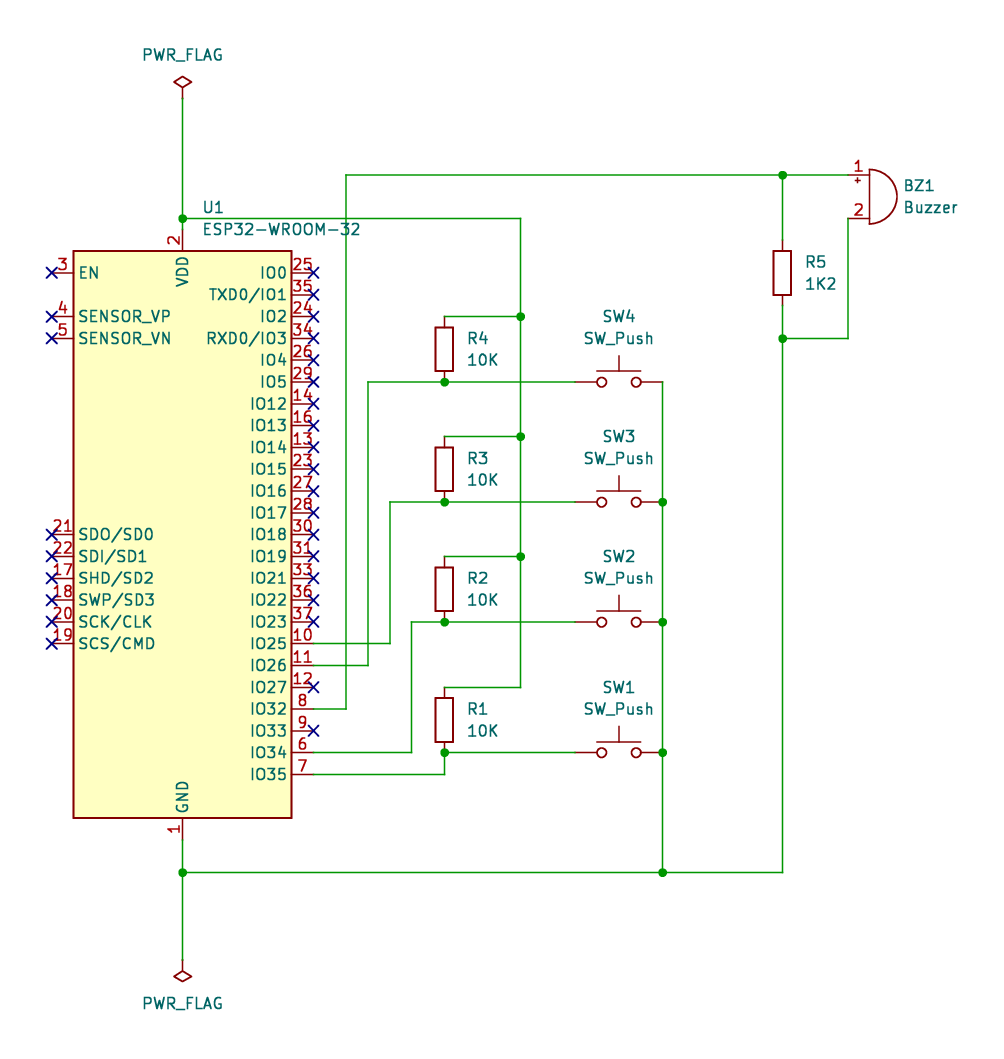 PWR_FLAG
1
+
2
BZ1
Buzzer
U1
ESP32-WROOM-32
2
VDD
3
EN
4
SENSOR_VP
5
SENSOR_VN
21
SDO/SD0
22
SDI/SD1
17
SHD/SD2
18
SWP/SD3
20
SCK/CLK
19
SCS/CMD
IO0
25
TXD0/IO1
35
IO2
24
RXD0/IO3
34
IO4
26
IO5
29
IO12
14
IO13
16
IO14
13
IO15
23
IO16
27
IO17
28
IO18
30
IO19
31
IO21
33
IO22
36
IO23
37
IO25
10
IO26
11
IO27
12
IO32
8
IO33
9
IO34
6
IO35
7
GND
1
R5
1K2
R4
10K
SW4
SW_Push
R3
10K
SW3
SW_Push
R2
10K
SW2
SW_Push
R1
10K
SW1
SW_Push
PWR_FLAG